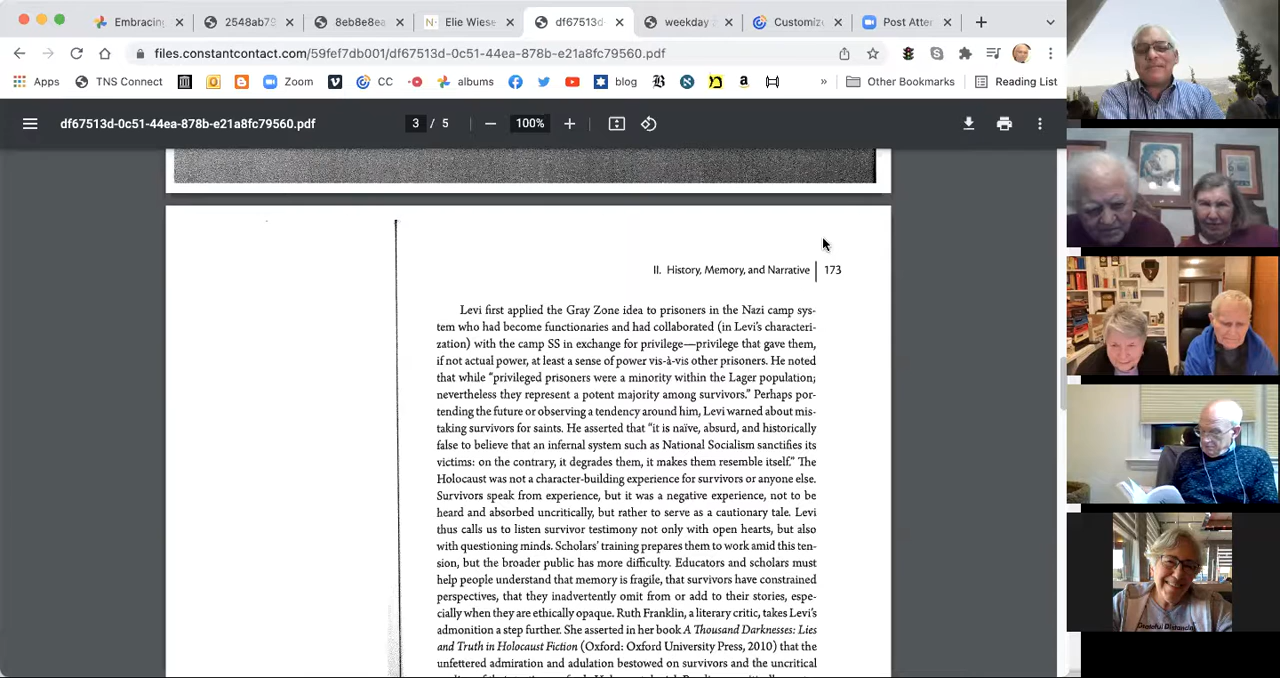 Embracing
2548ab79
8eb8e8ea
Elie Wiese
df67513d-
weekday
Customize
Post Atter
files.constantcontact.com/59fef7db001/df67513d-0c51-44ea-878b-e21a8fc79560.pdf
Apps
TNS Connect
Zoom
CC
albums
blog
Other Bookmarks
Reading List
df67513d-0c51-44ea-878b-e21a8fc79560.pdf
3 / 5
100%
II. History, Memory, and Narrative | 173
Levi first applied the Gray Zone idea to prisoners in the Nazi camp sys-
tem who had become functionaries and had collaborated (in Levi's characteri-
zation) with the camp SS in exchange for privilege—privilege that gave them,
if not actual power, at least a sense of power vis-à-vis other prisoners. He noted
that while “privileged prisoners were a minority within the Lager population;
nevertheless they represent a potent majority among survivors.” Perhaps por-
tending the future or observing a tendency around him, Levi warned about mis-
taking survivors for saints. He asserted that “it is naïve, absurd, and historically
false to believe that an infernal system such as National Socialism sanctifies its
victims: on the contrary, it degrades them, it makes them resemble itself.” The
Holocaust was not a character-building experience for survivors or anyone else.
Survivors speak from experience, but it was a negative experience, not to be
heard and absorbed uncritically, but rather to serve as a cautionary tale. Levi
thus calls us to listen survivor testimony not only with open hearts, but also
with questioning minds. Scholars' training prepares them to work amid this ten-
sion, but the broader public has more difficulty. Educators and scholars must
help people understand that memory is fragile, that survivors have constrained
perspectives, that they inadvertently omit from or add to their stories, espe-
cially when they are ethically opaque. Ruth Franklin, a literary critic, takes Levi's
admonition a step further. She asserted in her book A Thousand Darknesses: Lies
and Truth in Holocaust Fiction (Oxford: Oxford University Press, 2010) that the
unfettered admiration and adulation bestowed on survivors and the uncritical
Grateful Distancing